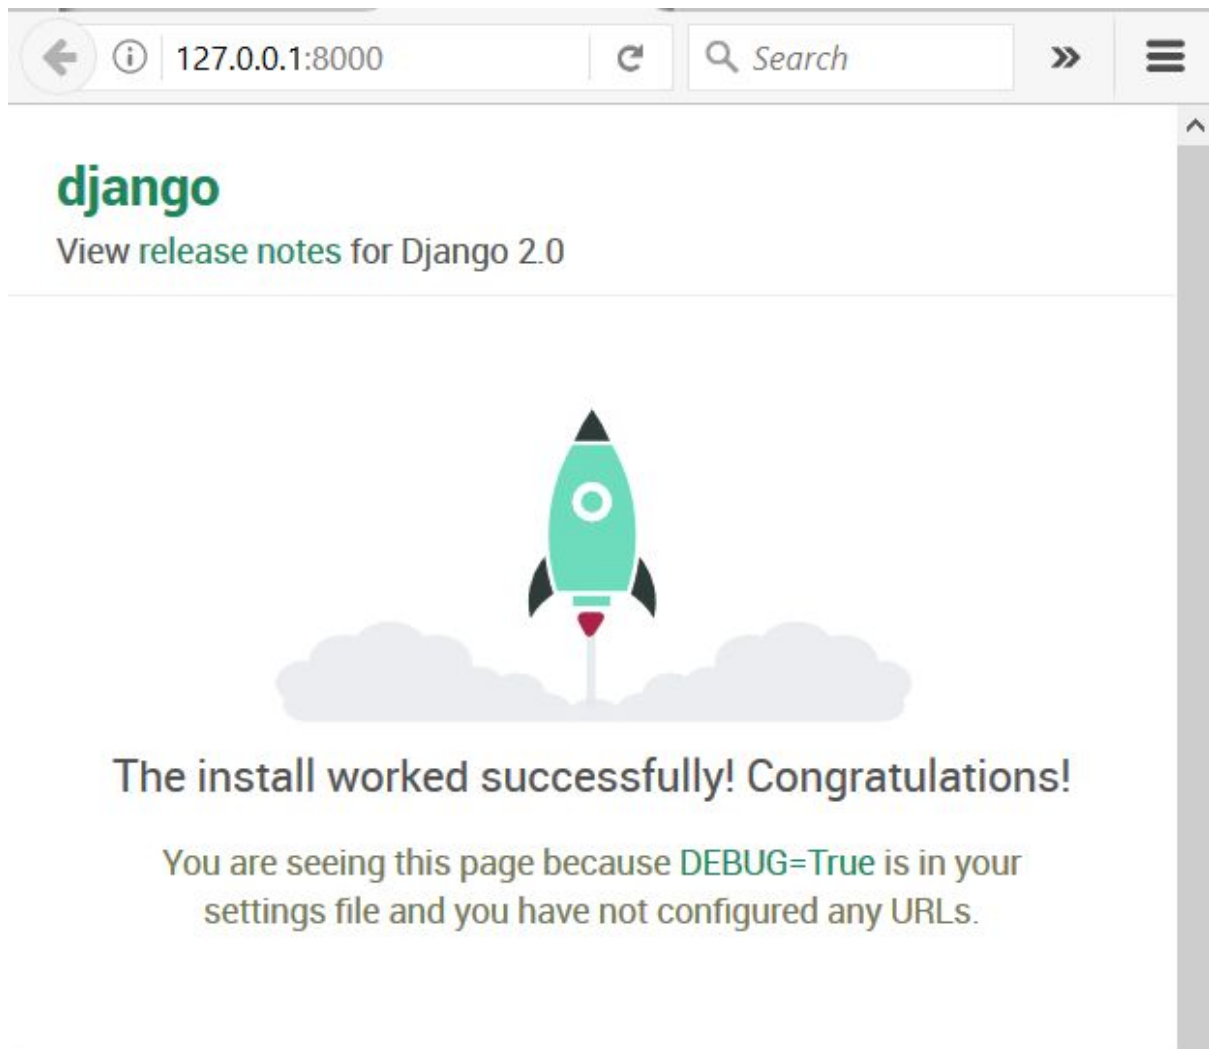 127.0.0.1:8000
Search
django
View release notes for Django 2.0
The install worked successfully! Congratulations!
You are seeing this page because DEBUG=True is in your
settings file and you have not configured any URLs.